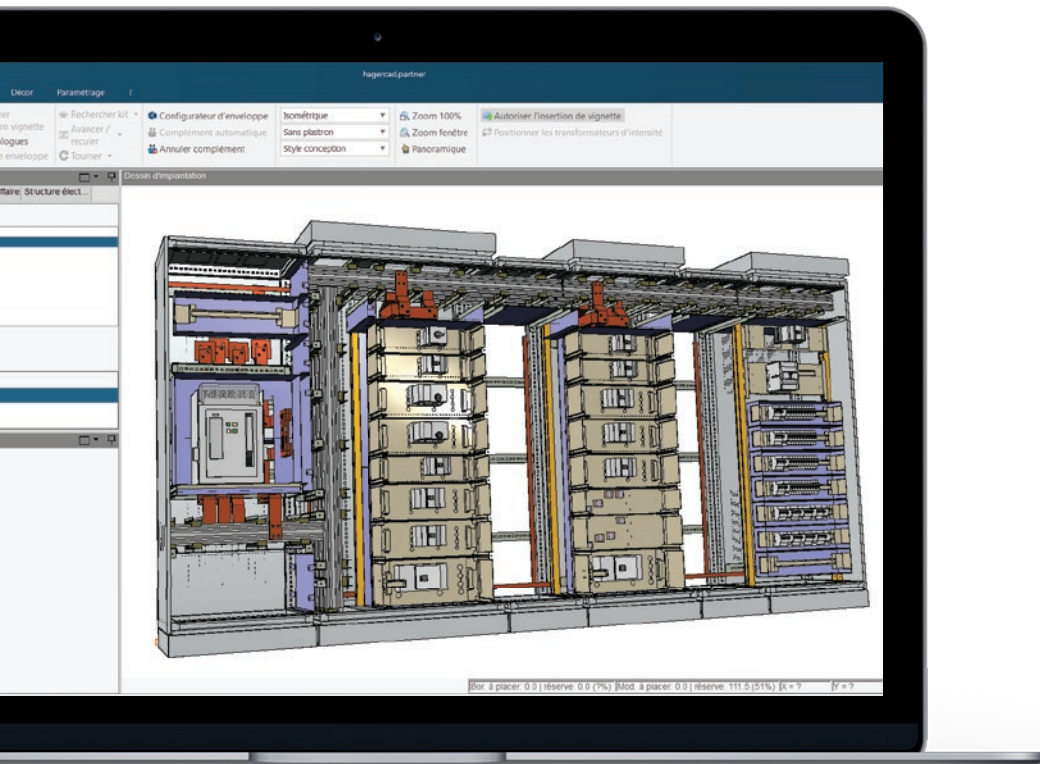 hagercad.partner
Decor Paramétrage
Rechercher kit
Configurateur d'enveloppe
Isométrique
Zoom 100%
Autoriser l'insertion de vignette
vignette
Avancer / reculer
Complément automatique
Sans plastron
Zoom fenêtre
Positionner les transformateurs d'intensité
enveloppe
Tourner
Annuler complément
Style conception
Panoramique
Dessin d'implantation
Structure élect...
Bor. à placer: 0.0 | réserve: 0.0 (?%) Mod. à placer: 0.0 | réserve: 111.5 (51%) X = ? Y = ?